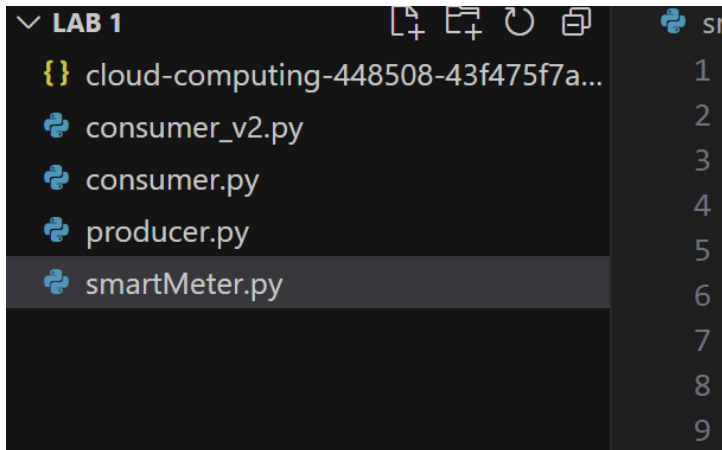 LAB 1
{} cloud-computing-448508-43f475f7a...
consumer_v2.py
consumer.py
producer.py
smartMeter.py
sm
1
2
3
4
5
6
7
8
9